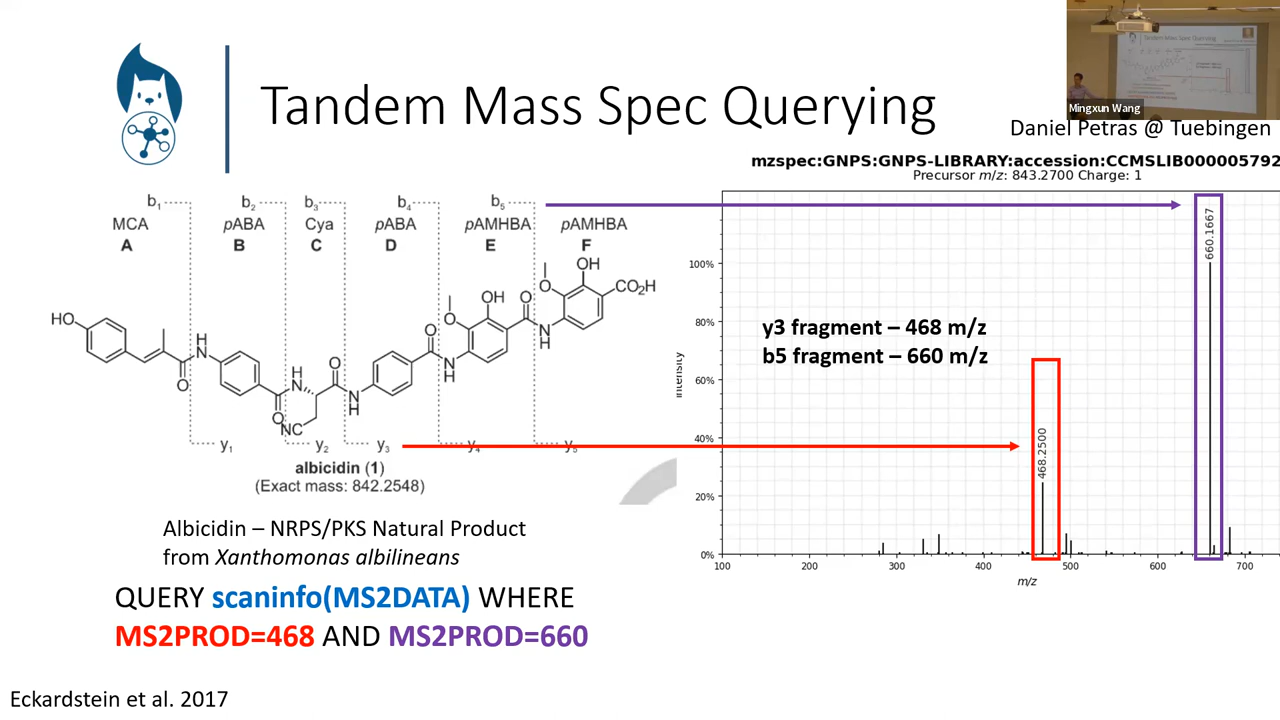 Tandem Mass Spec Querying
Mingxun Wang
Daniel Petras @ Tuebingen
mzspec:GNPS:GNPS-LIBRARY:accession:CCMSLIB000005792
Precursor m/z: 843.2700 Charge: 1
b1 b2 b3 b4 b5
MCA pABA Cya pABA pAMHBA pAMHBA
A B C D E F
HO
O
H
N
O
H
N
O
NC
N
H
O
N
H
O
OH
O
N
H
O
OH
CO2H
y1 y2 y3 y4 y5
albicidin (1)
(Exact mass: 842.2548)
y3 fragment – 468 m/z
b5 fragment – 660 m/z
660.1667
468.2500
Intensity
100%
80%
60%
40%
20%
0%
100 200 300 400 500 600 700
m/z
Albicidin – NRPS/PKS Natural Product
from Xanthomonas albilineans
QUERY scaninfo(MS2DATA) WHERE
MS2PROD=468 AND MS2PROD=660
Eckardstein et al. 2017